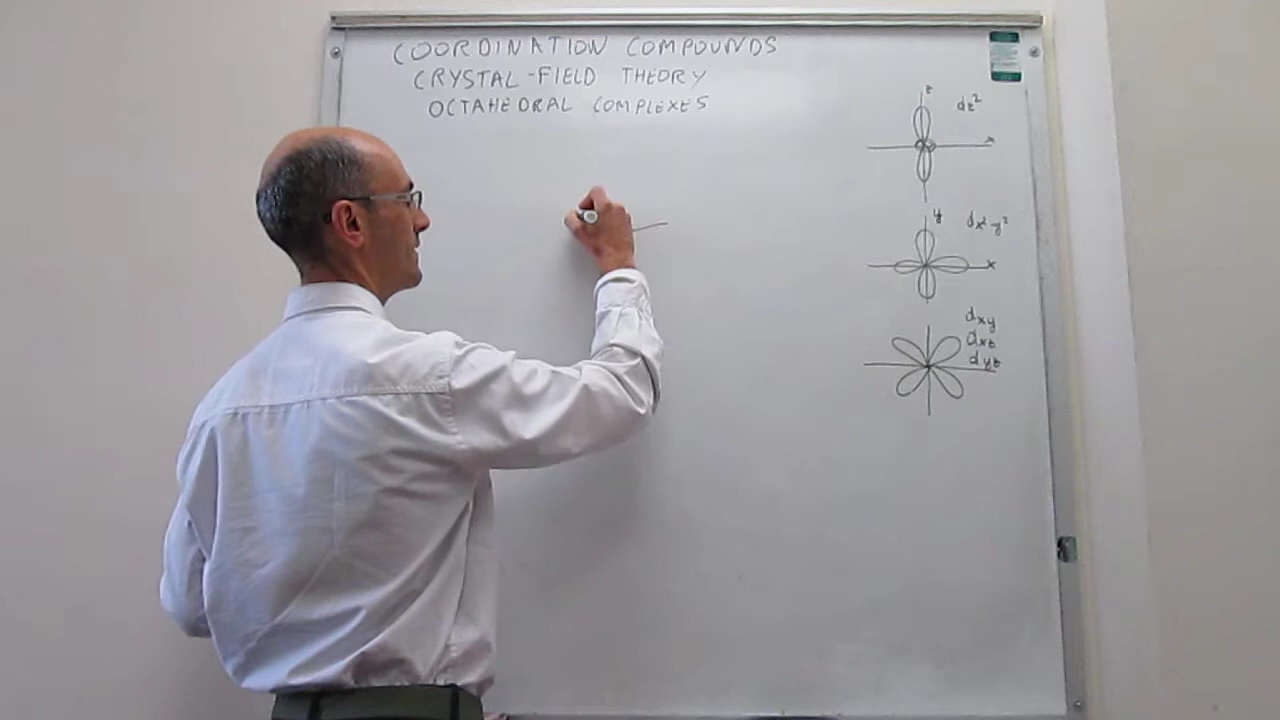 COORDINATION COMPOUNDS
CRYSTAL-FIELD THEORY
OCTAHEDRAL COMPLEXES
z
dz²
x
y
dx²-y²
x
dxy
dxz
dyz